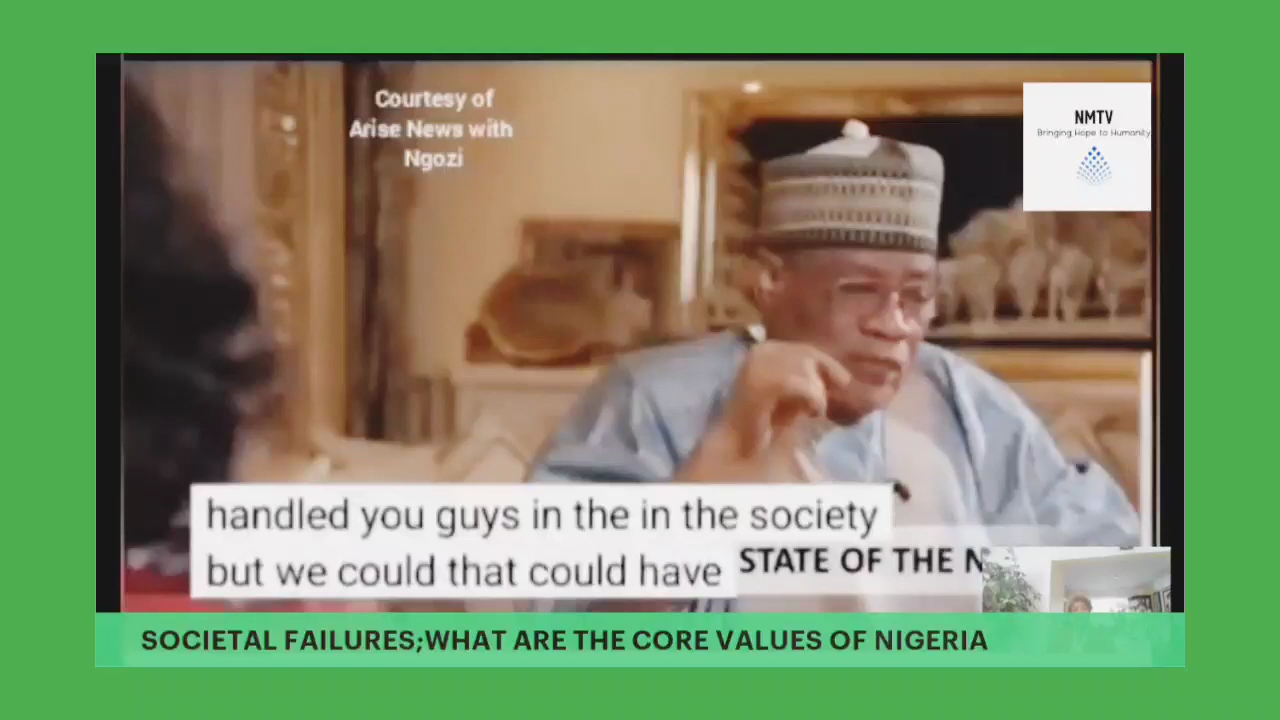 Courtesy of
Arise News with
Ngozi
NMTV
Bringing Hope to Humanity
handled you guys in the in the society
but we could that could have
STATE OF THE N
SOCIETAL FAILURES;WHAT ARE THE CORE VALUES OF NIGERIA